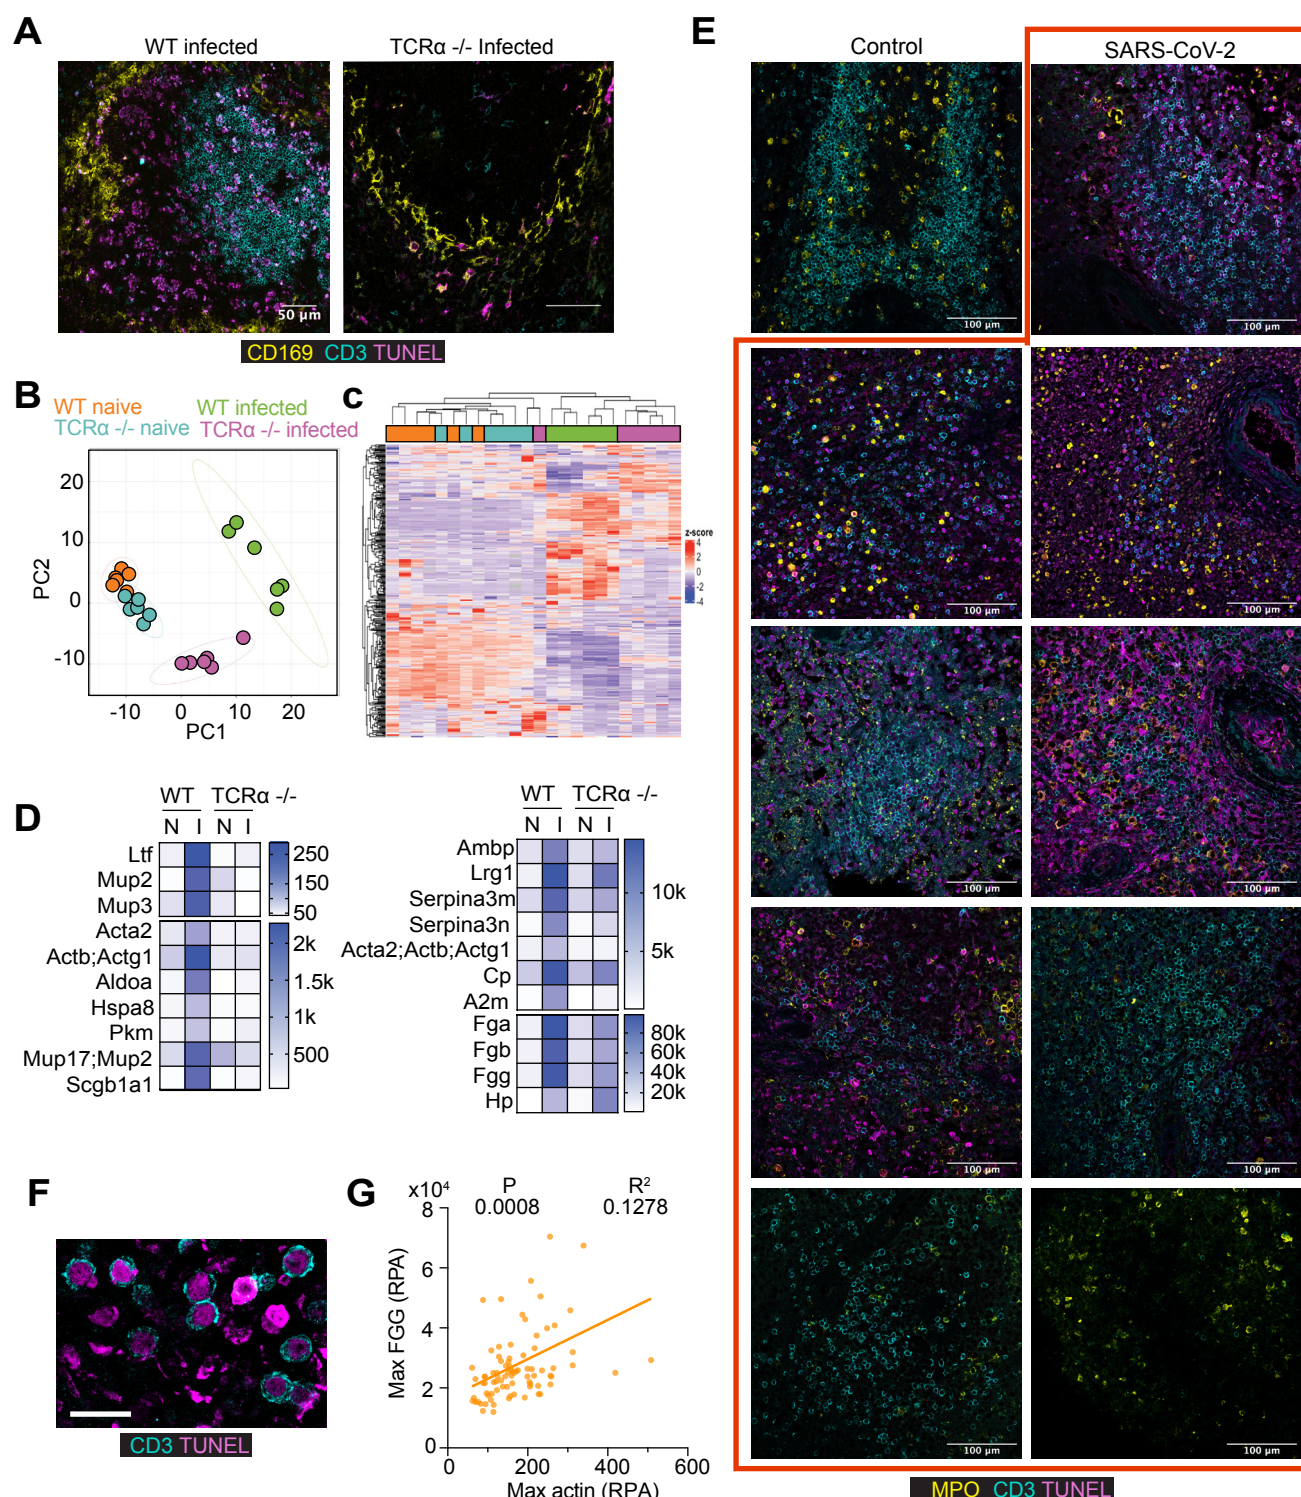 A
WT infected
TCRα -/- Infected
50 µm
CD169 CD3 TUNEL
B
WT naive
WT infected
TCRα -/- naive
TCRα -/- infected
20
10
0
-10
PC2
-10
0
10
20
PC1
c
z-score
4
2
0
-2
-4
D
WT
TCRα -/-
N I N I
Ltf
Mup2
Mup3
250
150
50
Acta2
Actb;Actg1
Aldoa
Hspa8
Pkm
Mup17;Mup2
Scgb1a1
2k
1.5k
1k
500
WT
TCRα -/-
N I N I
Ambp
Lrg1
Serpina3m
Serpina3n
Acta2;Actb;Actg1
Cp
A2m
10k
5k
Fga
Fgb
Fgg
Hp
80k
60k
40k
20k
E
Control
SARS-CoV-2
100 µm
100 µm
100 µm
100 µm
100 µm
100 µm
100 µm
100 µm
100 µm
100 µm
MPO CD3 TUNEL
F
CD3 TUNEL
G
x10⁴
P
R²
0.0008
0.1278
8
6
4
2
0
Max FGG (RPA)
0
200
400
600
Max actin (RPA)